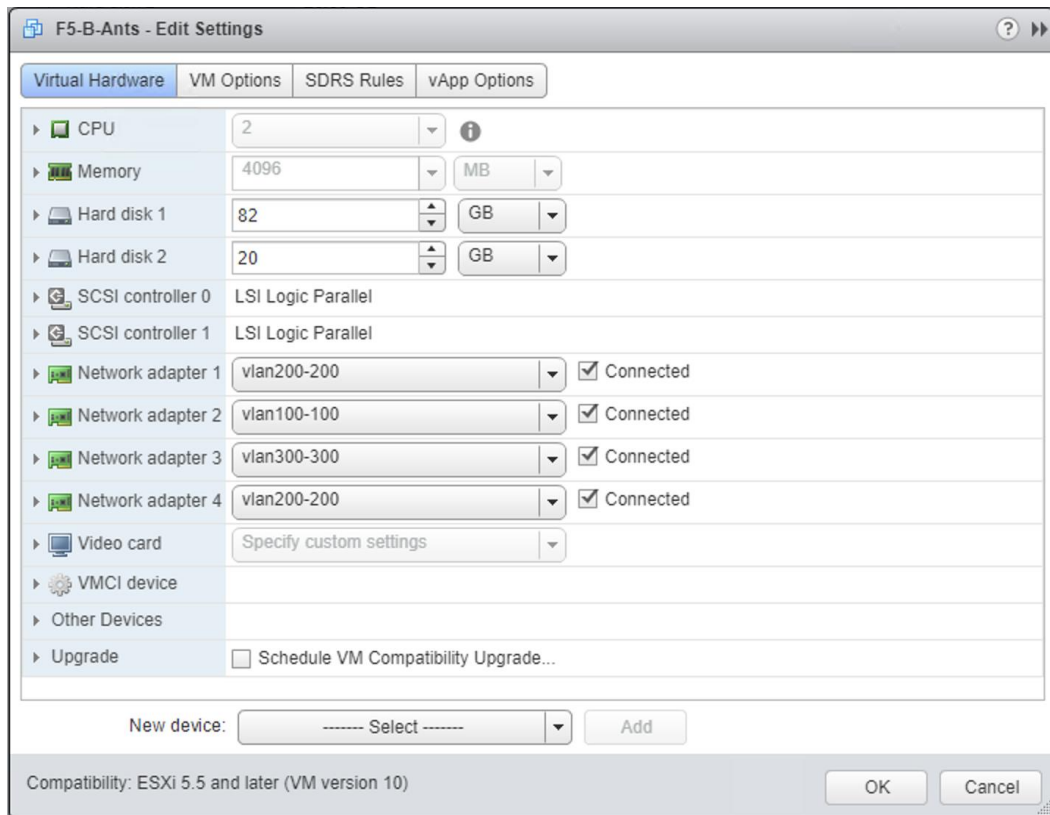 F5-B-Ants - Edit Settings ?
Virtual Hardware VM Options SDRS Rules vApp Options
CPU 2
Memory 4096 MB
Hard disk 1 82 GB
Hard disk 2 20 GB
SCSI controller 0 LSI Logic Parallel
SCSI controller 1 LSI Logic Parallel
Network adapter 1 vlan200-200 Connected
Network adapter 2 vlan100-100 Connected
Network adapter 3 vlan300-300 Connected
Network adapter 4 vlan200-200 Connected
Video card Specify custom settings
VMCI device
Other Devices
Upgrade Schedule VM Compatibility Upgrade...
New device: ------- Select ------- Add
Compatibility: ESXi 5.5 and later (VM version 10) OK Cancel